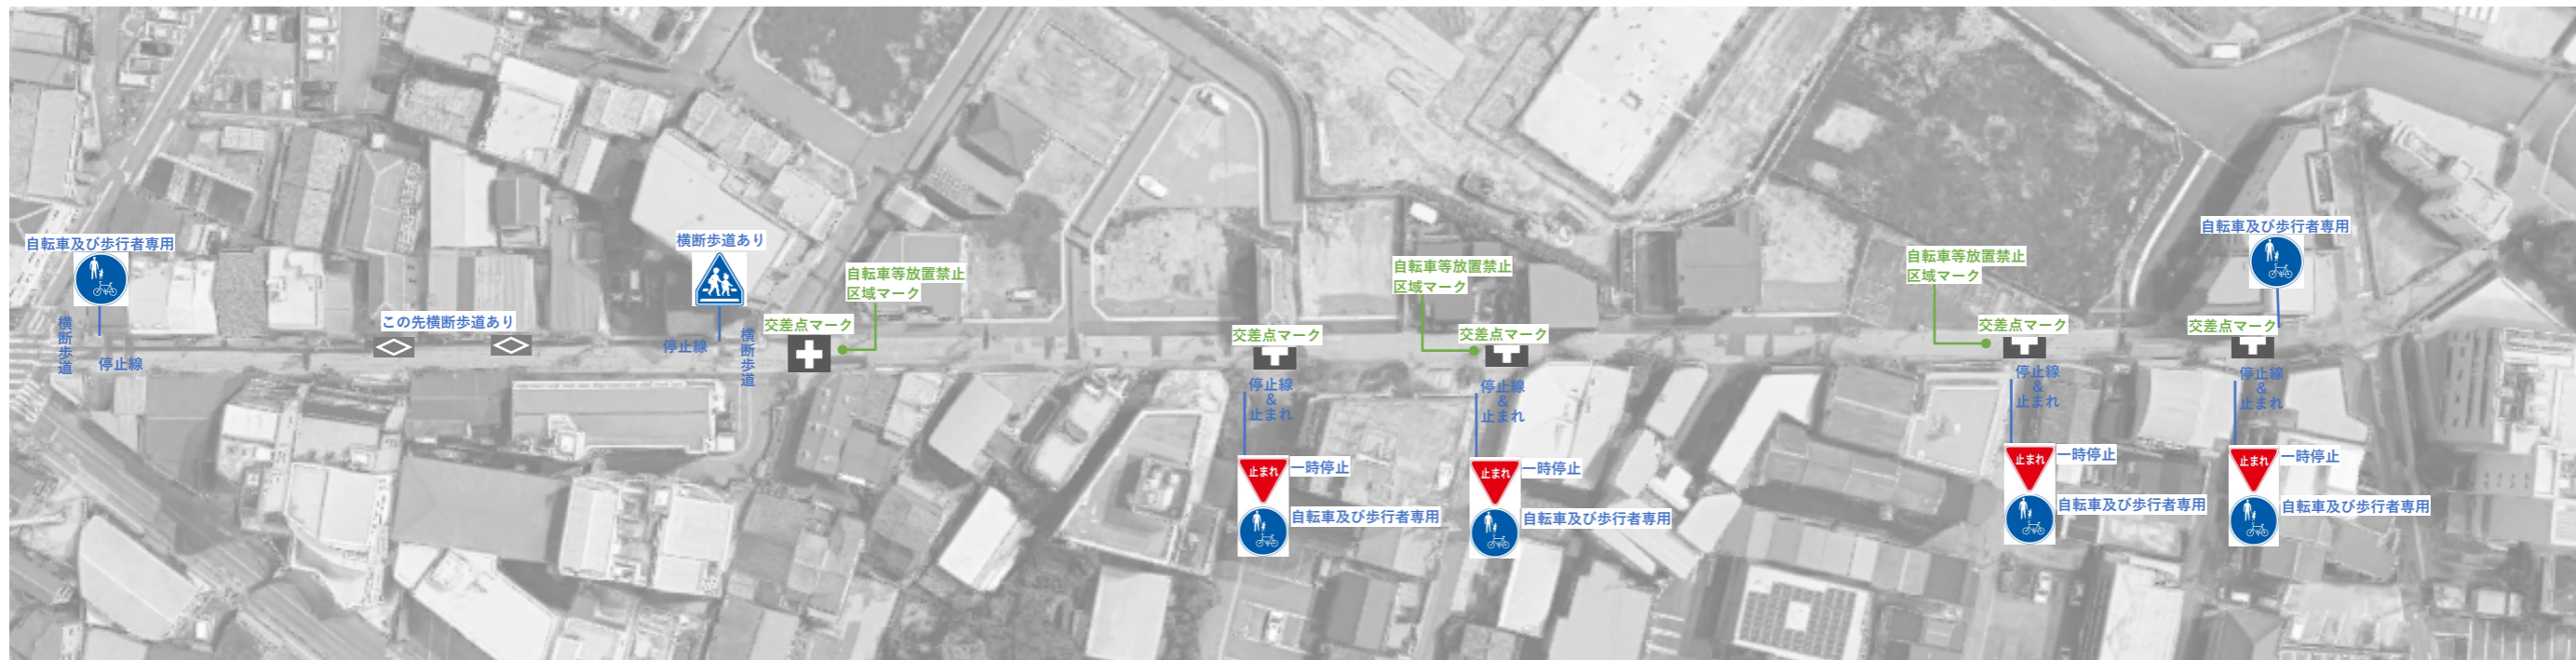 自転車及び歩行者専用
横断歩道
停止線
この先横断歩道あり
横断歩道あり
停止線
横断歩道
交差点マーク
自転車等放置禁止
区域マーク
交差点マーク
停止線
&
止まれ
止まれ
一時停止
自転車及び歩行者専用
自転車等放置禁止
区域マーク
交差点マーク
停止線
&
止まれ
止まれ
一時停止
自転車及び歩行者専用
自転車等放置禁止
区域マーク
交差点マーク
停止線
&
止まれ
止まれ
一時停止
自転車及び歩行者専用
自転車及び歩行者専用
交差点マーク
停止線
&
止まれ
止まれ
一時停止
自転車及び歩行者専用